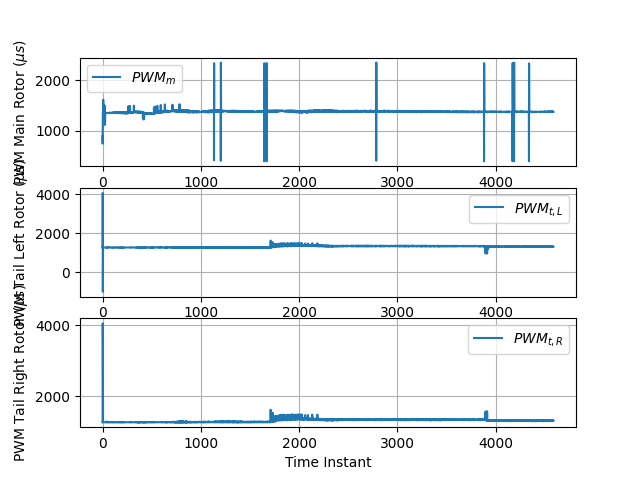 PWM Main Rotor (μs)
2000
1000
PWM_m
0 1000 2000 3000 4000
PWM Tail Left Rotor (μs)
4000
2000
0
PWM_{t,L}
0 1000 2000 3000 4000
PWM Tail Right Rotor (μs)
4000
2000
PWM_{t,R}
0 1000 2000 3000 4000
Time Instant